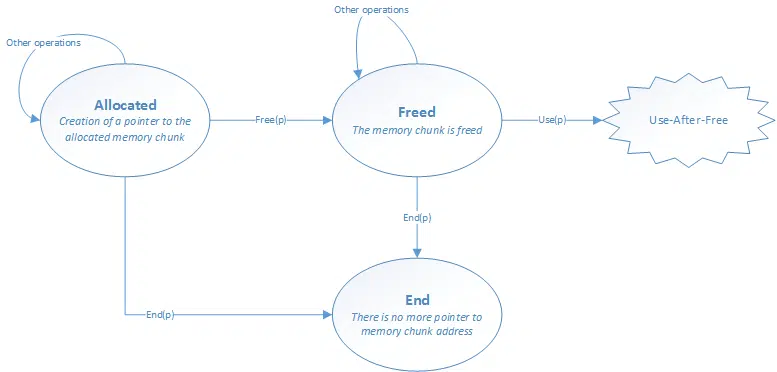 Other operations
Other operations
Allocated
Creation of a pointer to the
allocated memory chunk
Free(p)
Freed
The memory chunk is freed
Use(p)
Use-After-Free
End(p)
End(p)
End
There is no more pointer to
memory chunk address